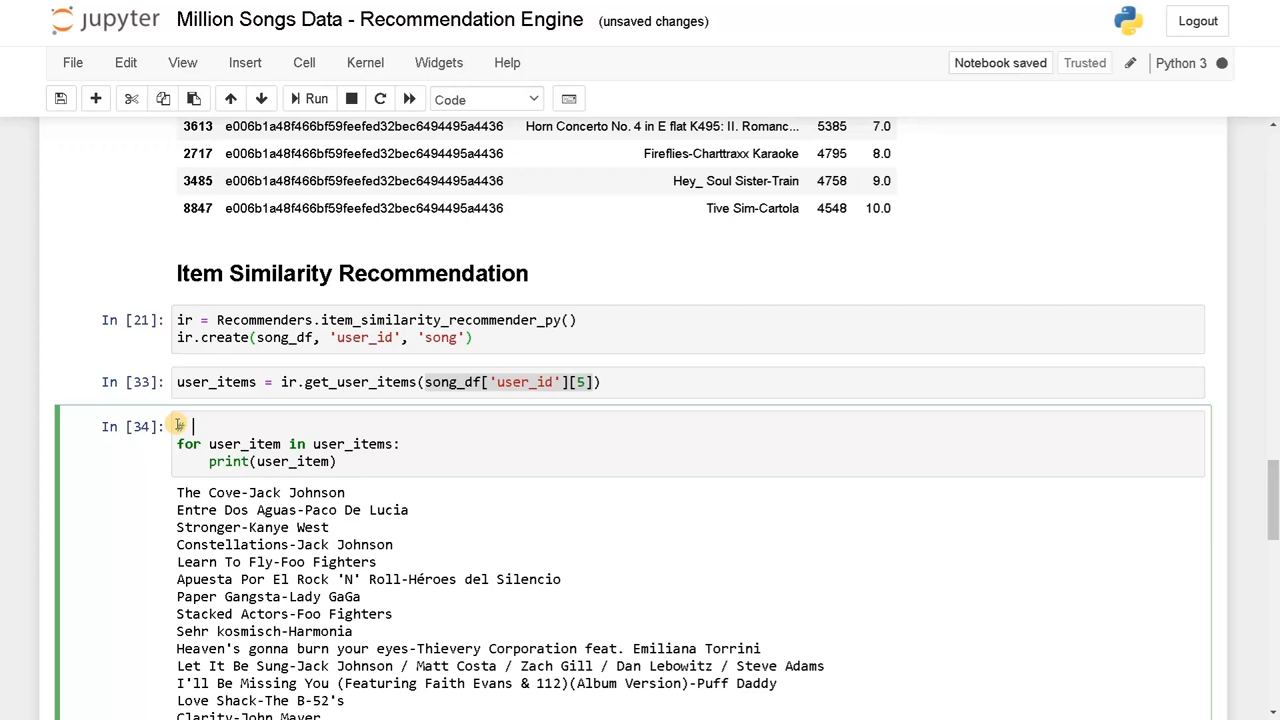 jupyter Million Songs Data - Recommendation Engine (unsaved changes) Logout
File Edit View Insert Cell Kernel Widgets Help Notebook saved Trusted Python 3
Run Code
3613 e006b1a48f466bf59feefed32bec6494495a4436 Horn Concerto No. 4 in E flat K495: II. Romanc... 5385 7.0
2717 e006b1a48f466bf59feefed32bec6494495a4436 Fireflies-Charttraxx Karaoke 4795 8.0
3485 e006b1a48f466bf59feefed32bec6494495a4436 Hey_ Soul Sister-Train 4758 9.0
8847 e006b1a48f466bf59feefed32bec6494495a4436 Tive Sim-Cartola 4548 10.0
Item Similarity Recommendation
In [21]: ir = Recommenders.item_similarity_recommender_py()
ir.create(song_df, 'user_id', 'song')
In [33]: user_items = ir.get_user_items(song_df['user_id'][5])
In [34]: #
for user_item in user_items:
    print(user_item)
The Cove-Jack Johnson
Entre Dos Aguas-Paco De Lucia
Stronger-Kanye West
Constellations-Jack Johnson
Learn To Fly-Foo Fighters
Apuesta Por El Rock 'N' Roll-Héroes del Silencio
Paper Gangsta-Lady GaGa
Stacked Actors-Foo Fighters
Sehr kosmisch-Harmonia
Heaven's gonna burn your eyes-Thievery Corporation feat. Emiliana Torrini
Let It Be Sung-Jack Johnson / Matt Costa / Zach Gill / Dan Lebowitz / Steve Adams
I'll Be Missing You (Featuring Faith Evans & 112)(Album Version)-Puff Daddy
Love Shack-The B-52's
Clarity-John Mayer